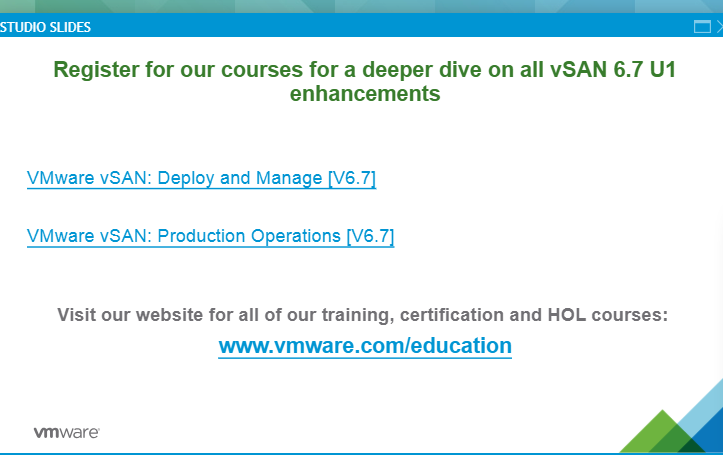 STUDIO SLIDES
Register for our courses for a deeper dive on all vSAN 6.7 U1
enhancements
VMware vSAN: Deploy and Manage [V6.7]
VMware vSAN: Production Operations [V6.7]
Visit our website for all of our training, certification and HOL courses:
www.vmware.com/education
vmware